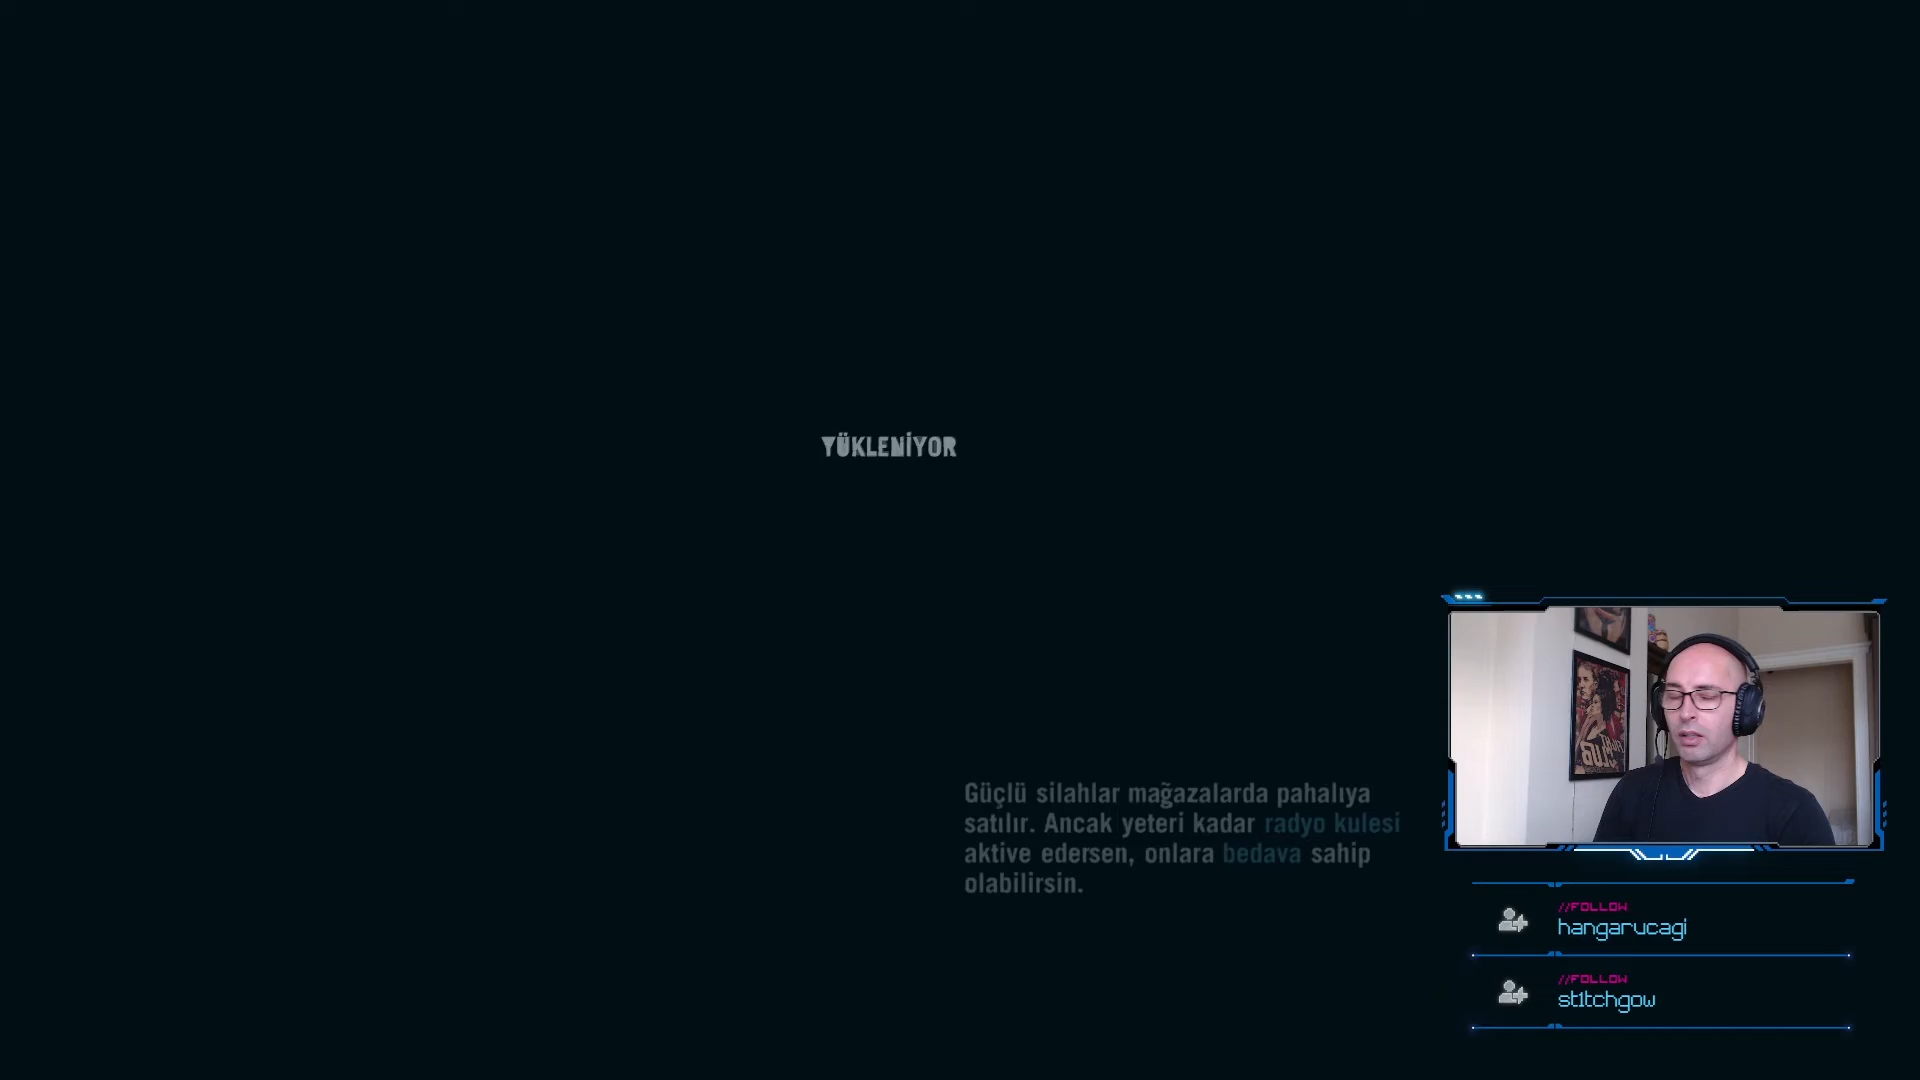 YÜKLENİYOR
Güçlü silahlar mağazalarda pahalıya
satılır. Ancak yeteri kadar radyo kulesi
aktive edersen, onlara bedava sahip
olabilirsin.
//FOLLOW
hangarucagi
//FOLLOW
st1tchgow